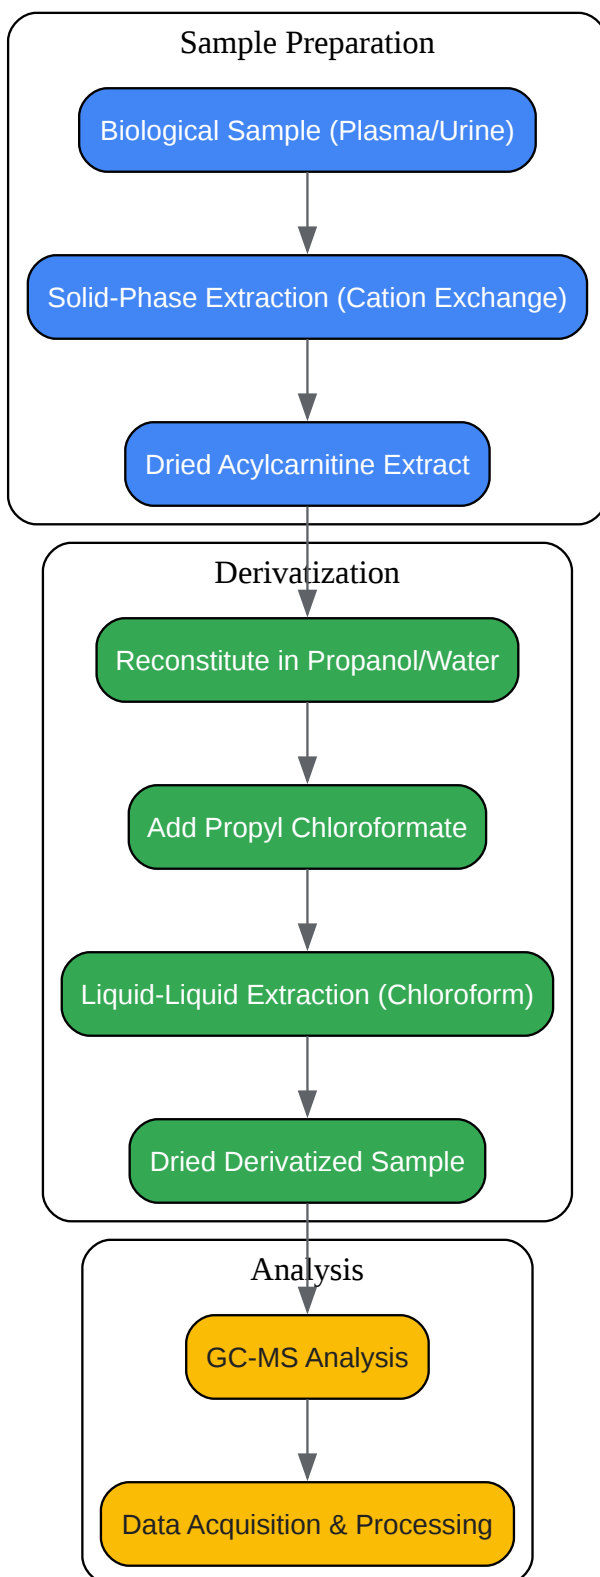 Sample Preparation
Biological Sample (Plasma/Urine)
Solid-Phase Extraction (Cation Exchange)
Dried Acylcarnitine Extract
Derivatization
Reconstitute in Propanol/Water
Add Propyl Chloroformate
Liquid-Liquid Extraction (Chloroform)
Dried Derivatized Sample
Analysis
GC-MS Analysis
Data Acquisition & Processing